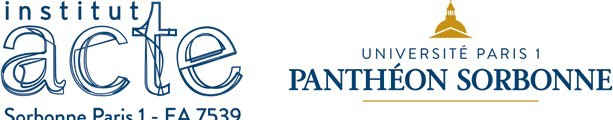 institut
acte
Sorbonne Paris 1 - EA 7539
UNIVERSITÉ PARIS 1
PANTHÉON SORBONNE